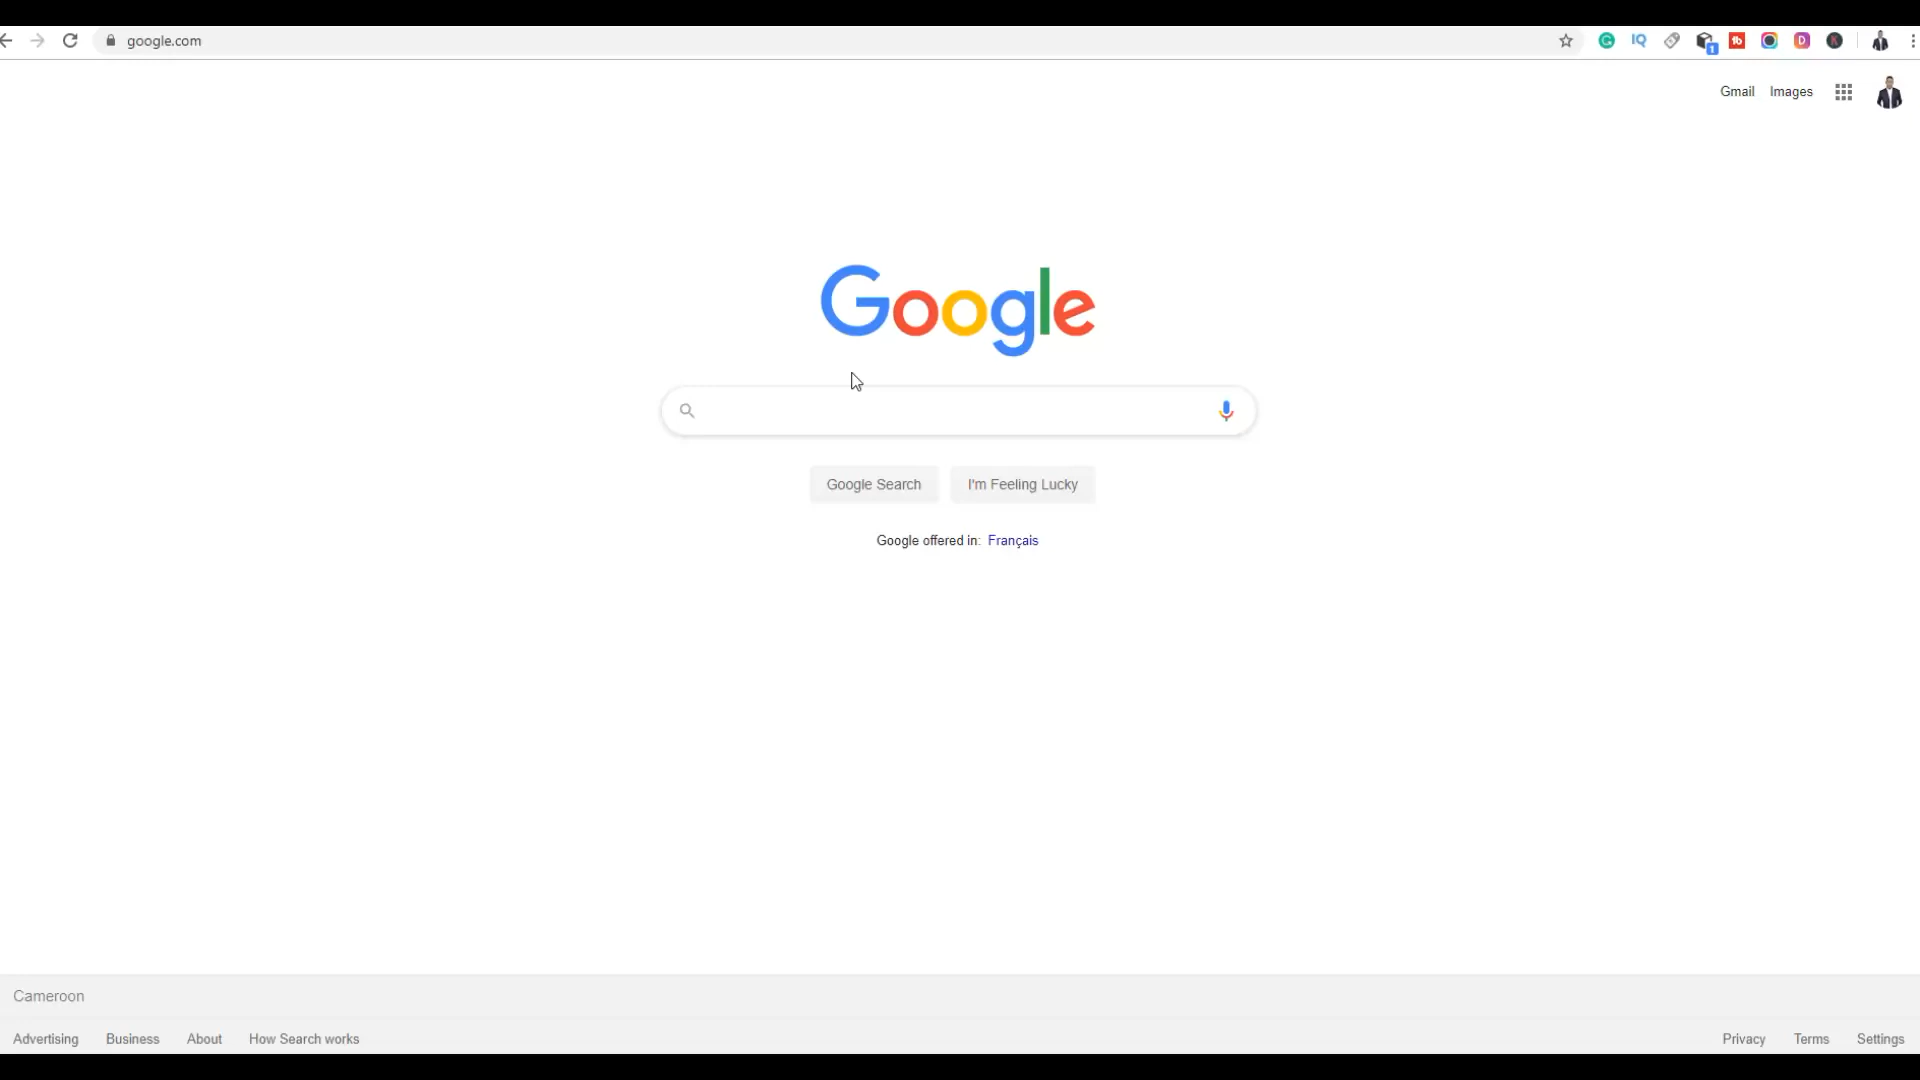 google.com
Gmail Images
Google
Google Search I'm Feeling Lucky
Google offered in: Français
Cameroon
Advertising Business About How Search works Privacy Terms Settings